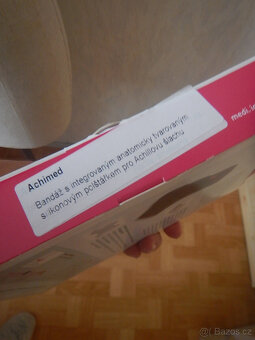 Achimed
Bandáž s integrovaným anatomicky tvarovaným
silikonovým polštářkem pro Achillovu šlachu
medi.
Bazos.cz